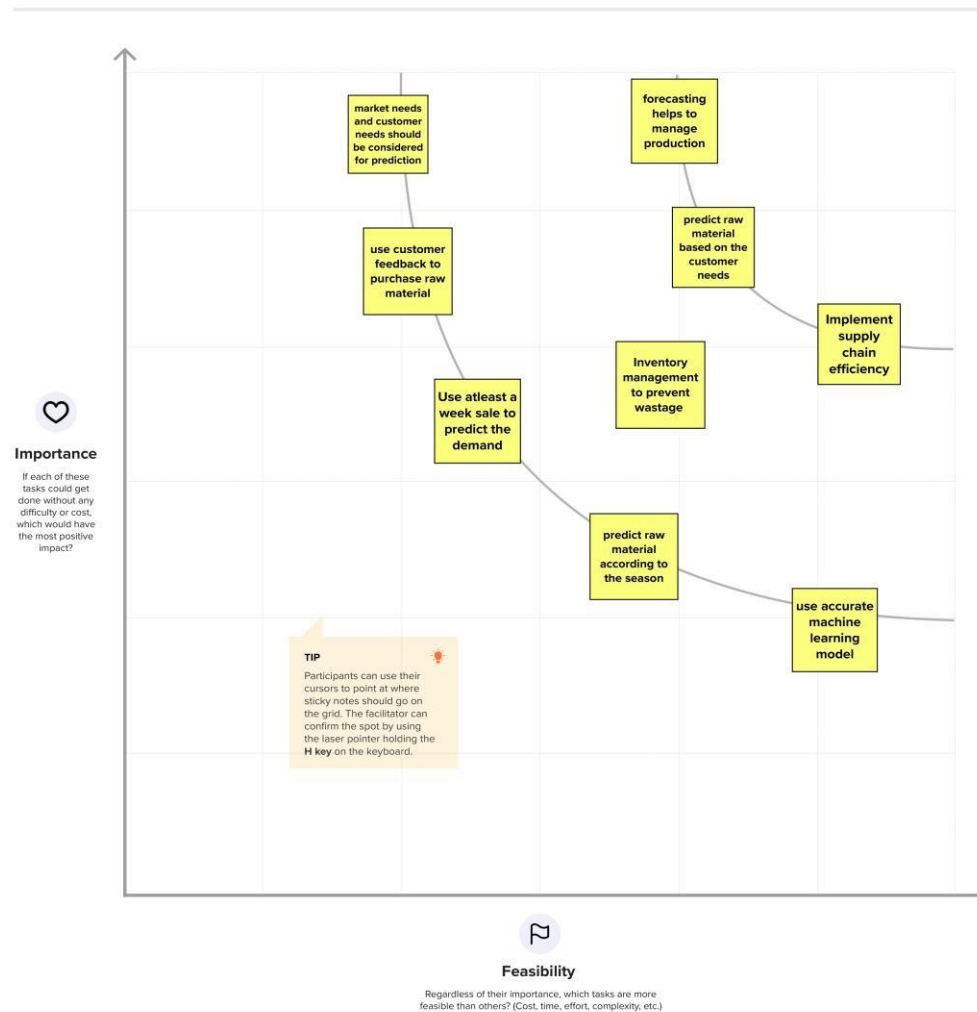 market needs
and customer
needs should
be considered
for prediction
forecasting
helps to
manage
production
use customer
feedback to
purchase raw
material
predict raw
material
based on the
customer
needs
Implement
supply
chain
efficiency
Inventory
management
to prevent
wastage
Use atleast a
week sale to
predict the
demand
Importance
If each of these
tasks could get
done without any
difficulty or cost,
which would have
the most positive
impact?
predict raw
material
according to
the season
use accurate
machine
learning
model
TIP
Participants can use their
cursors to point at where
sticky notes should go on
the grid. The facilitator can
confirm the spot by using
the laser pointer holding the
H key on the keyboard.
Feasibility
Regardless of their importance, which tasks are more
feasible than others? (Cost, time, effort, complexity, etc.)